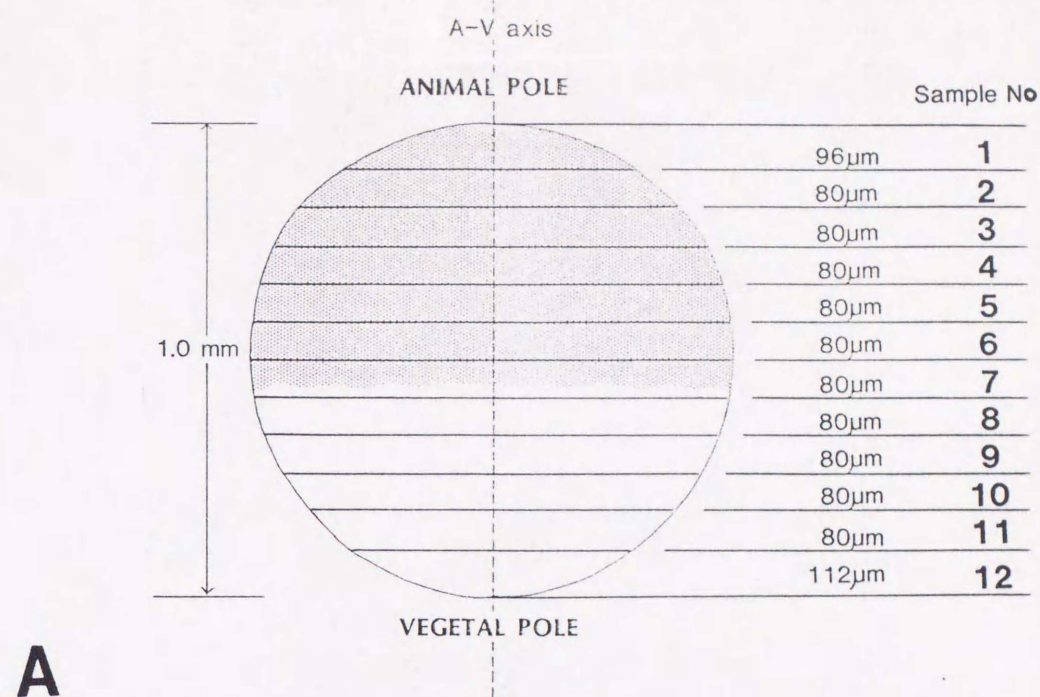 A-V axis
ANIMAL POLE
Sample No
96µm 1
80µm 2
80µm 3
80µm 4
80µm 5
1.0 mm 80µm 6
80µm 7
80µm 8
80µm 9
80µm 10
80µm 11
112µm 12
VEGETAL POLE
A